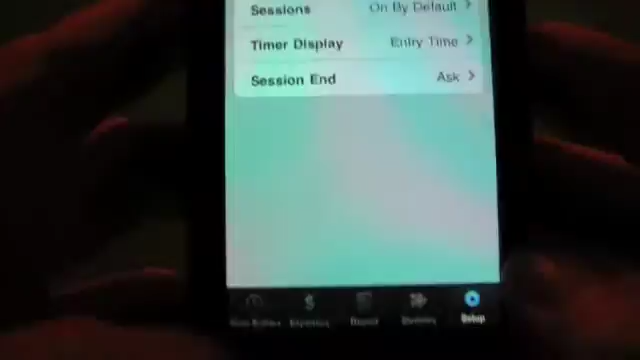 Sessions On By Default
Timer Display Entry Time
Session End Ask
Setup